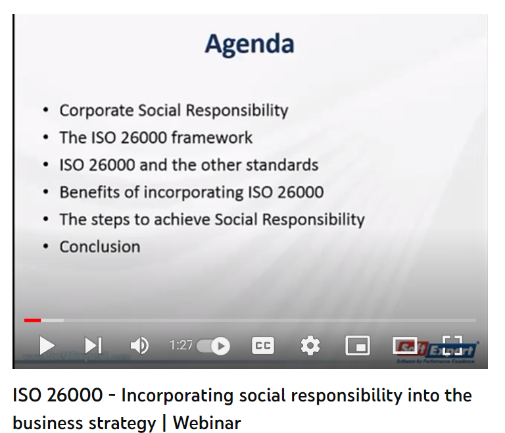 Agenda
• Corporate Social Responsibility
• The ISO 26000 framework
• ISO 26000 and the other standards
• Benefits of incorporating ISO 26000
• The steps to achieve Social Responsibility
• Conclusion
1:27
CC
ISO 26000 - Incorporating social responsibility into the
business strategy | Webinar